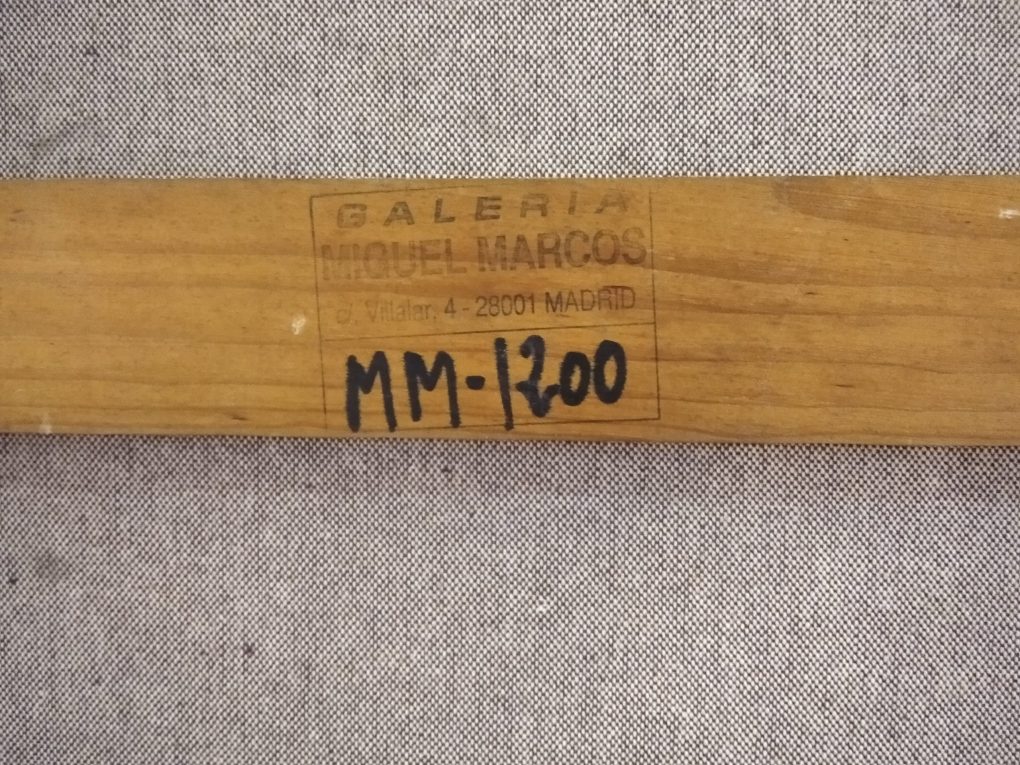 GALERIA
MIGUEL MARCOS
c/. Villalar, 4 - 28001 MADRID
MM-1200